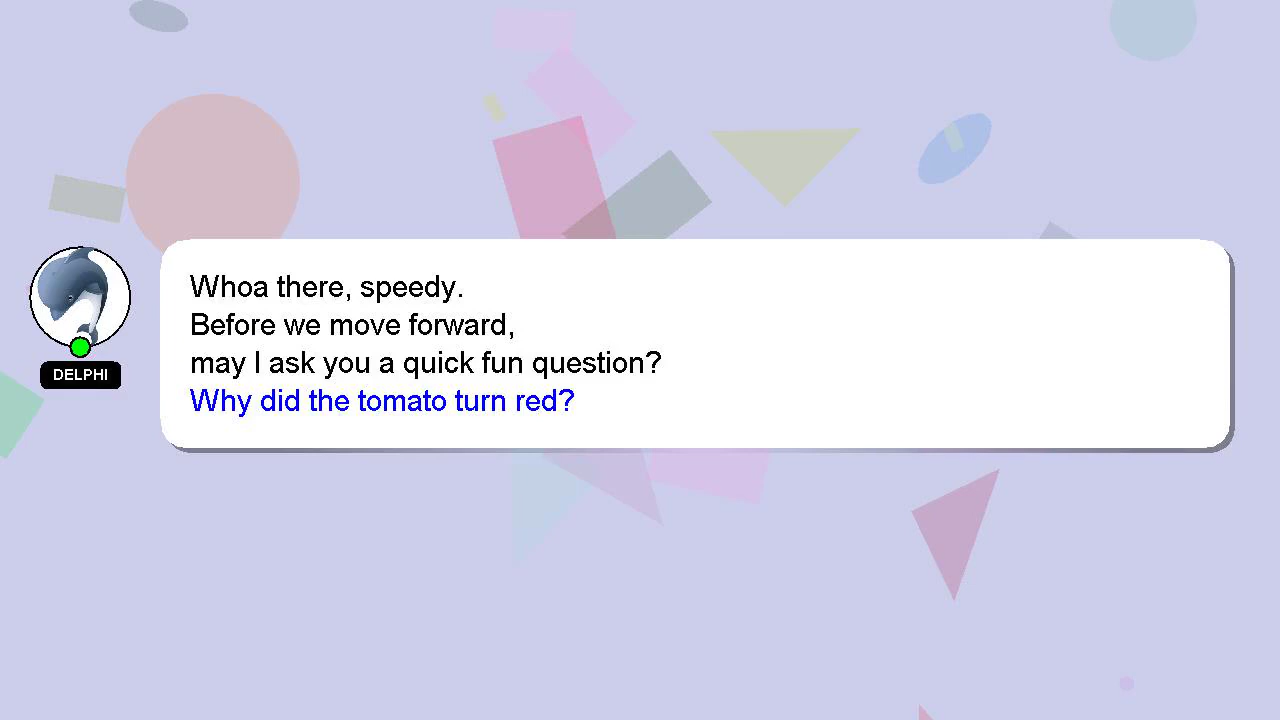 Whoa there, speedy.
Before we move forward,
may I ask you a quick fun question?
Why did the tomato turn red?
DELPHI